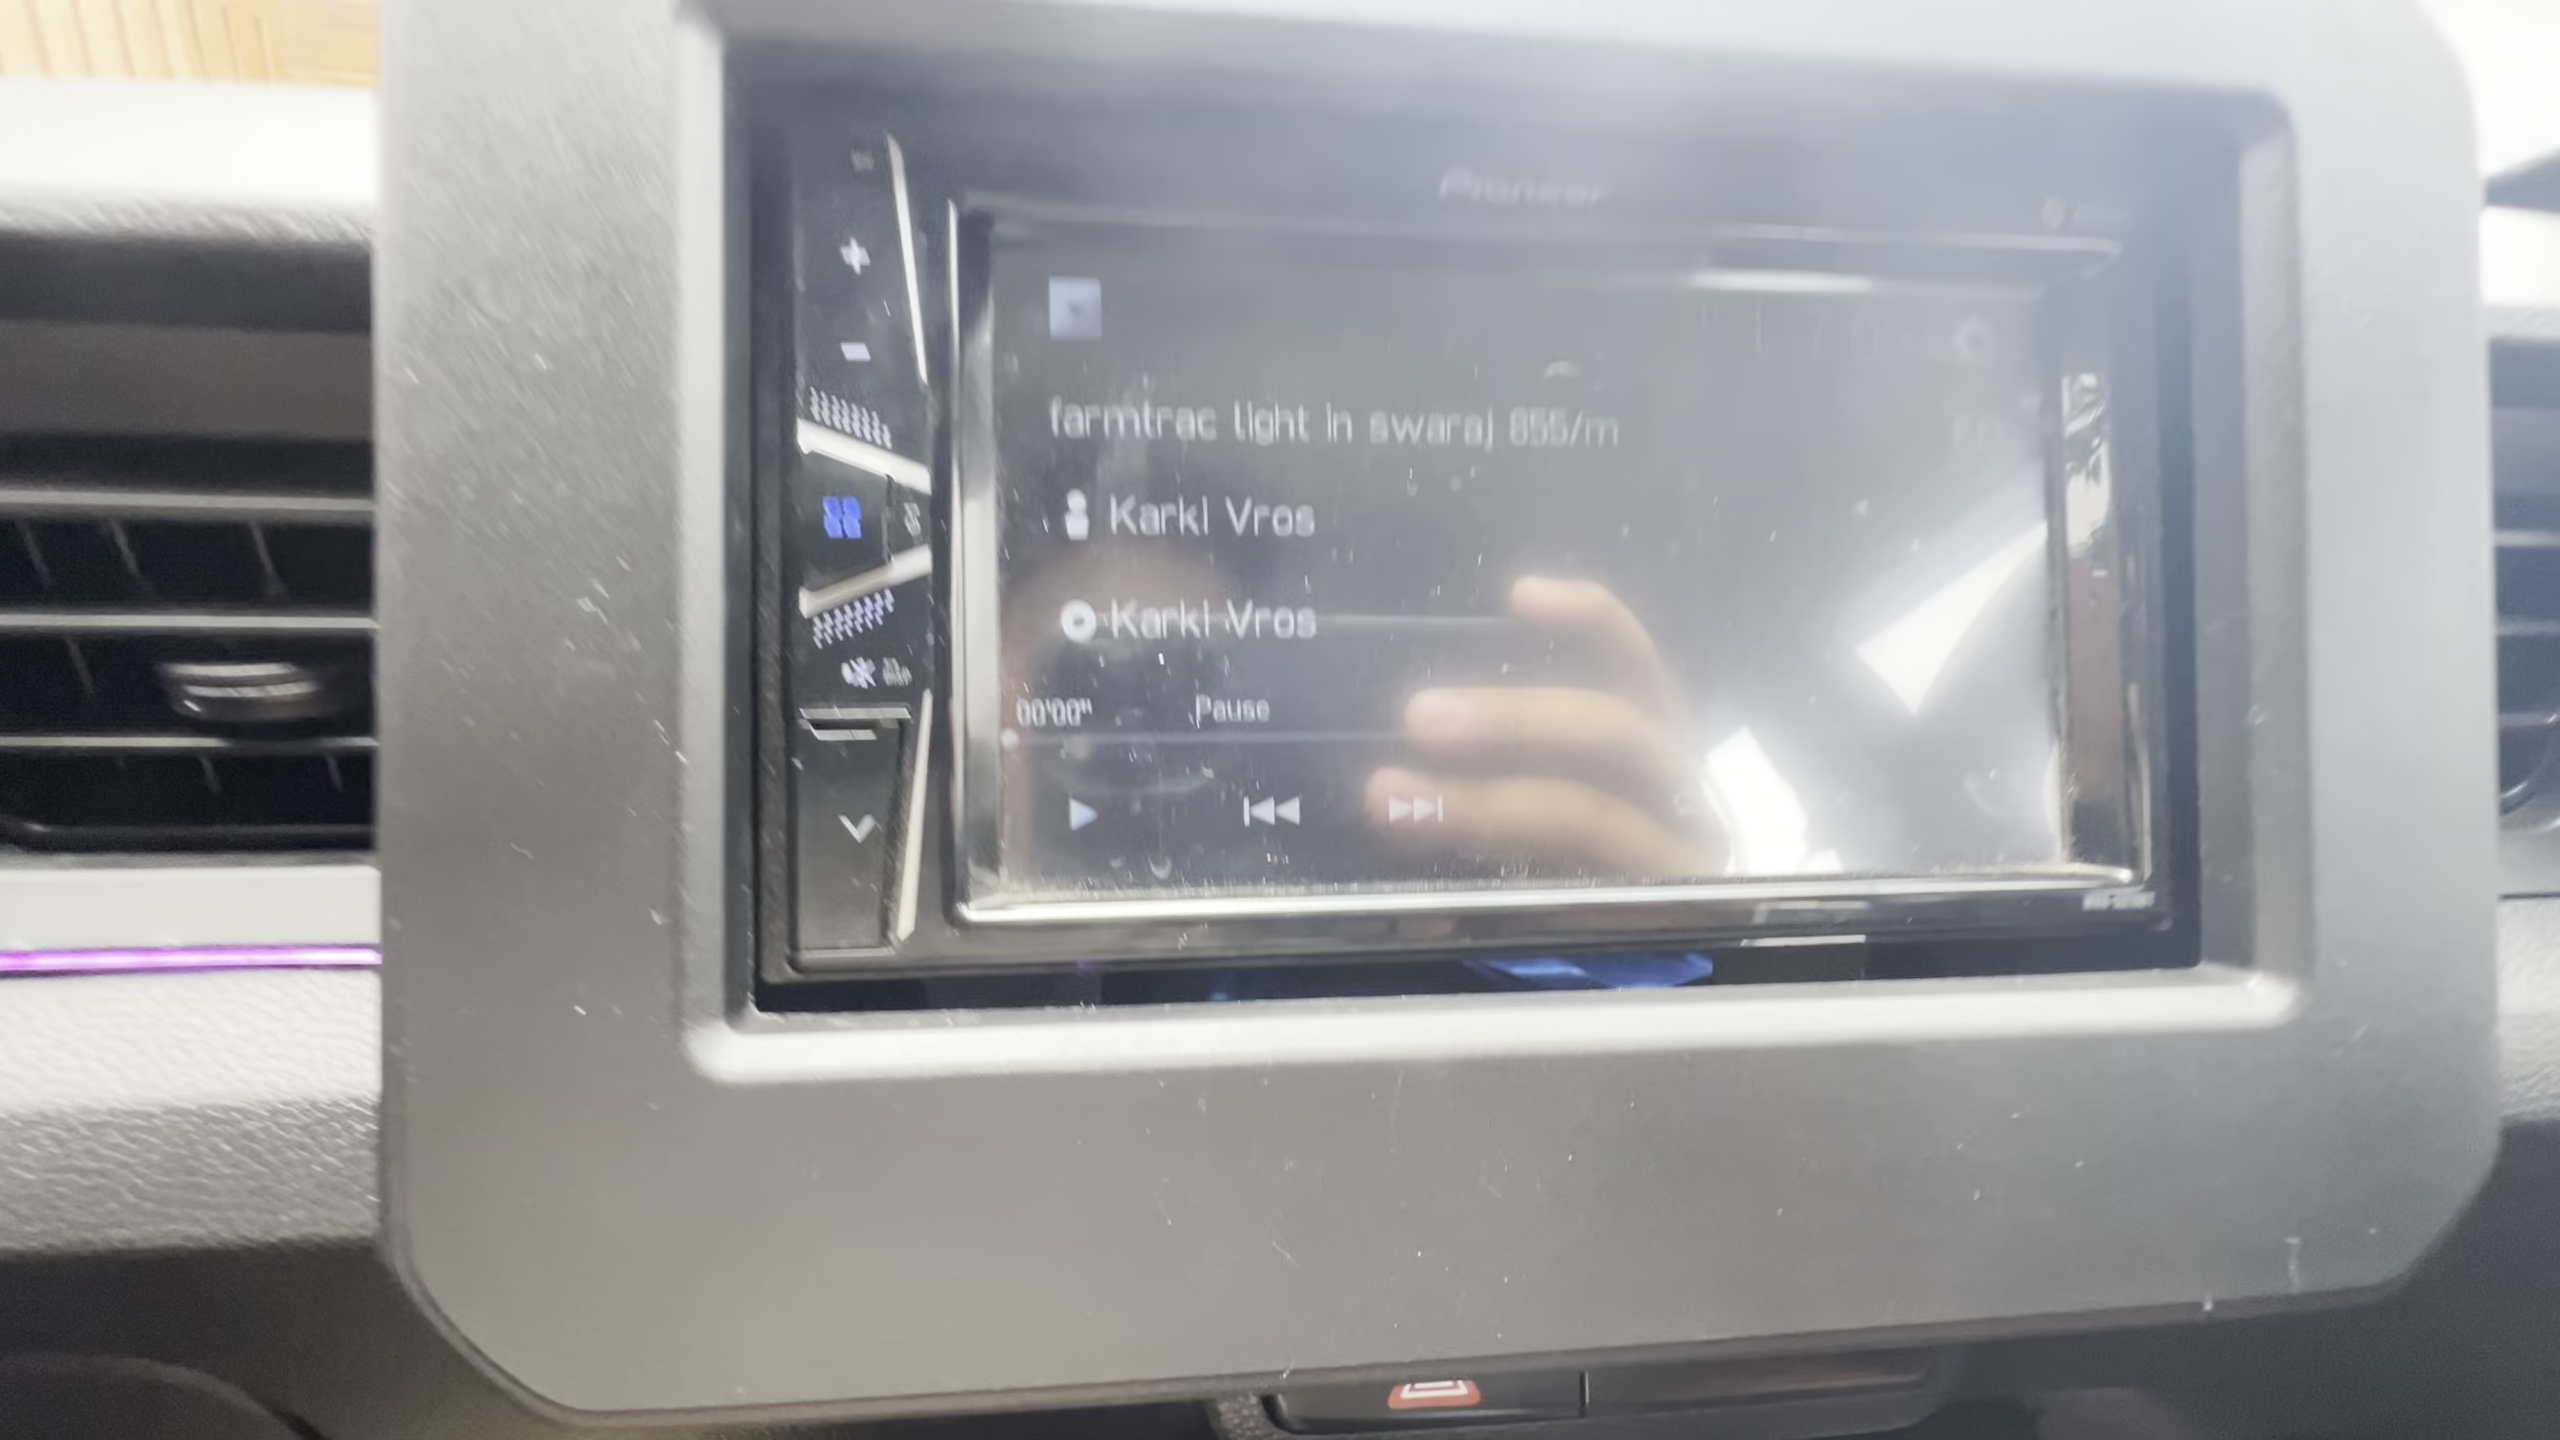 Pioneer
farmtrac light in swaraj 855/m
Karki Vros
Karki Vros
00'00"
Pause